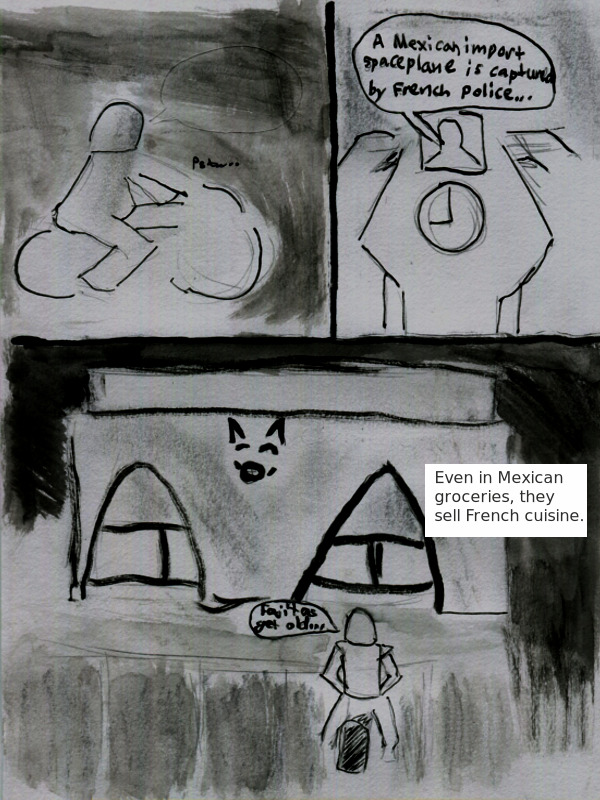 A Mexican import
spaceplane is captured
by French police...
Even in Mexican
groceries, they
sell French cuisine.
Fajitas
get old...